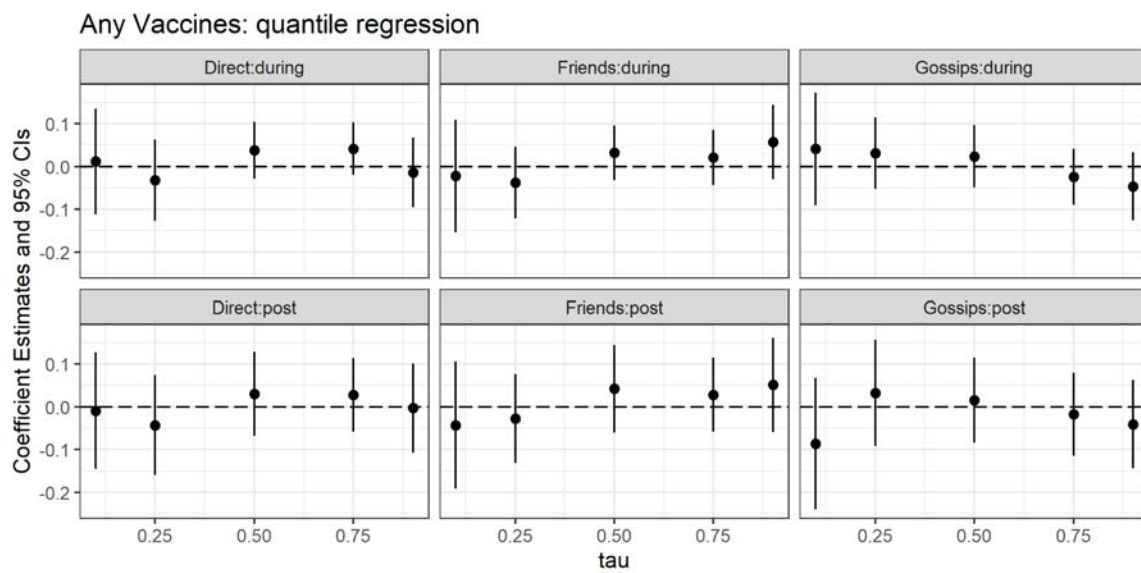 Any Vaccines: quantile regression
Direct:during
Friends:during
Gossips:during
0.1
0.0
-0.1
-0.2
Direct:post
Friends:post
Gossips:post
0.1
0.0
-0.1
-0.2
0.25 0.50 0.75 0.25 0.50 0.75 0.25 0.50 0.75
tau
Coefficient Estimates and 95% CIs